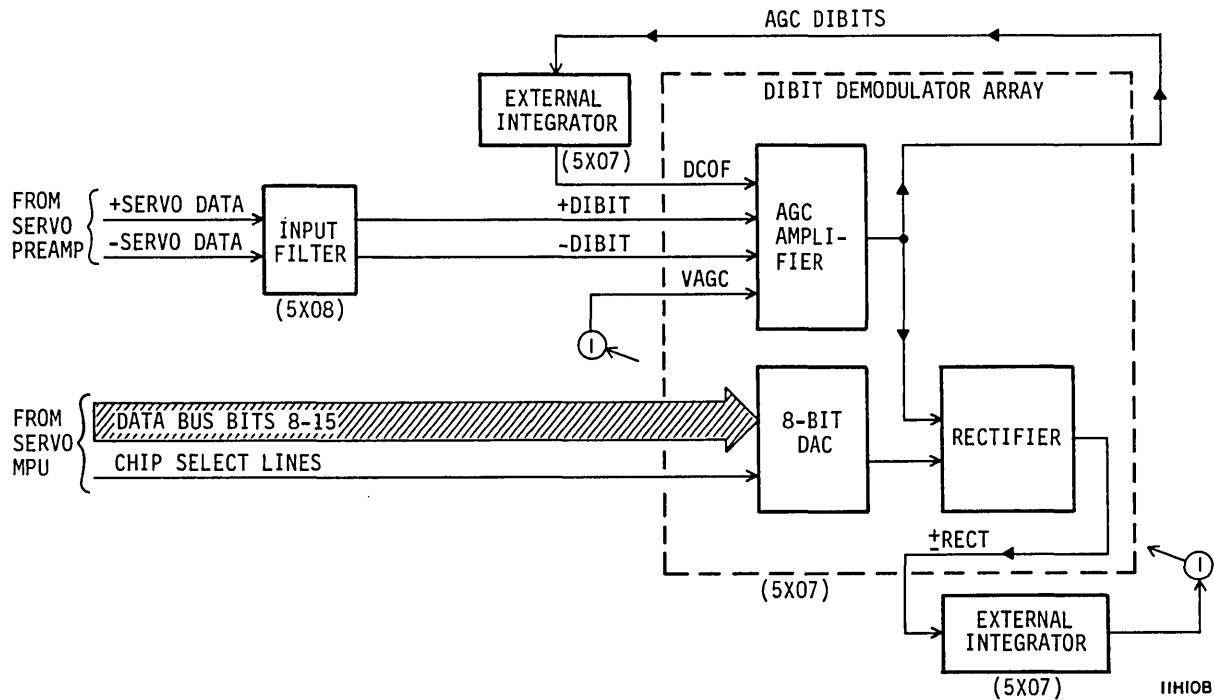 AGC DIBITS
EXTERNAL
INTEGRATOR
(5X07)
DIBIT DEMODULATOR ARRAY
FROM
SERVO
PREAMP
+SERVO DATA
-SERVO DATA
INPUT
FILTER
(5X08)
DCOF
+DIBIT
-DIBIT
VAGC
AGC
AMPLI-
FIER
I
FROM
SERVO
MPU
DATA BUS BITS 8-15
CHIP SELECT LINES
8-BIT
DAC
RECTIFIER
±RECT
(5X07)
I
EXTERNAL
INTEGRATOR
(5X07)
11H10B